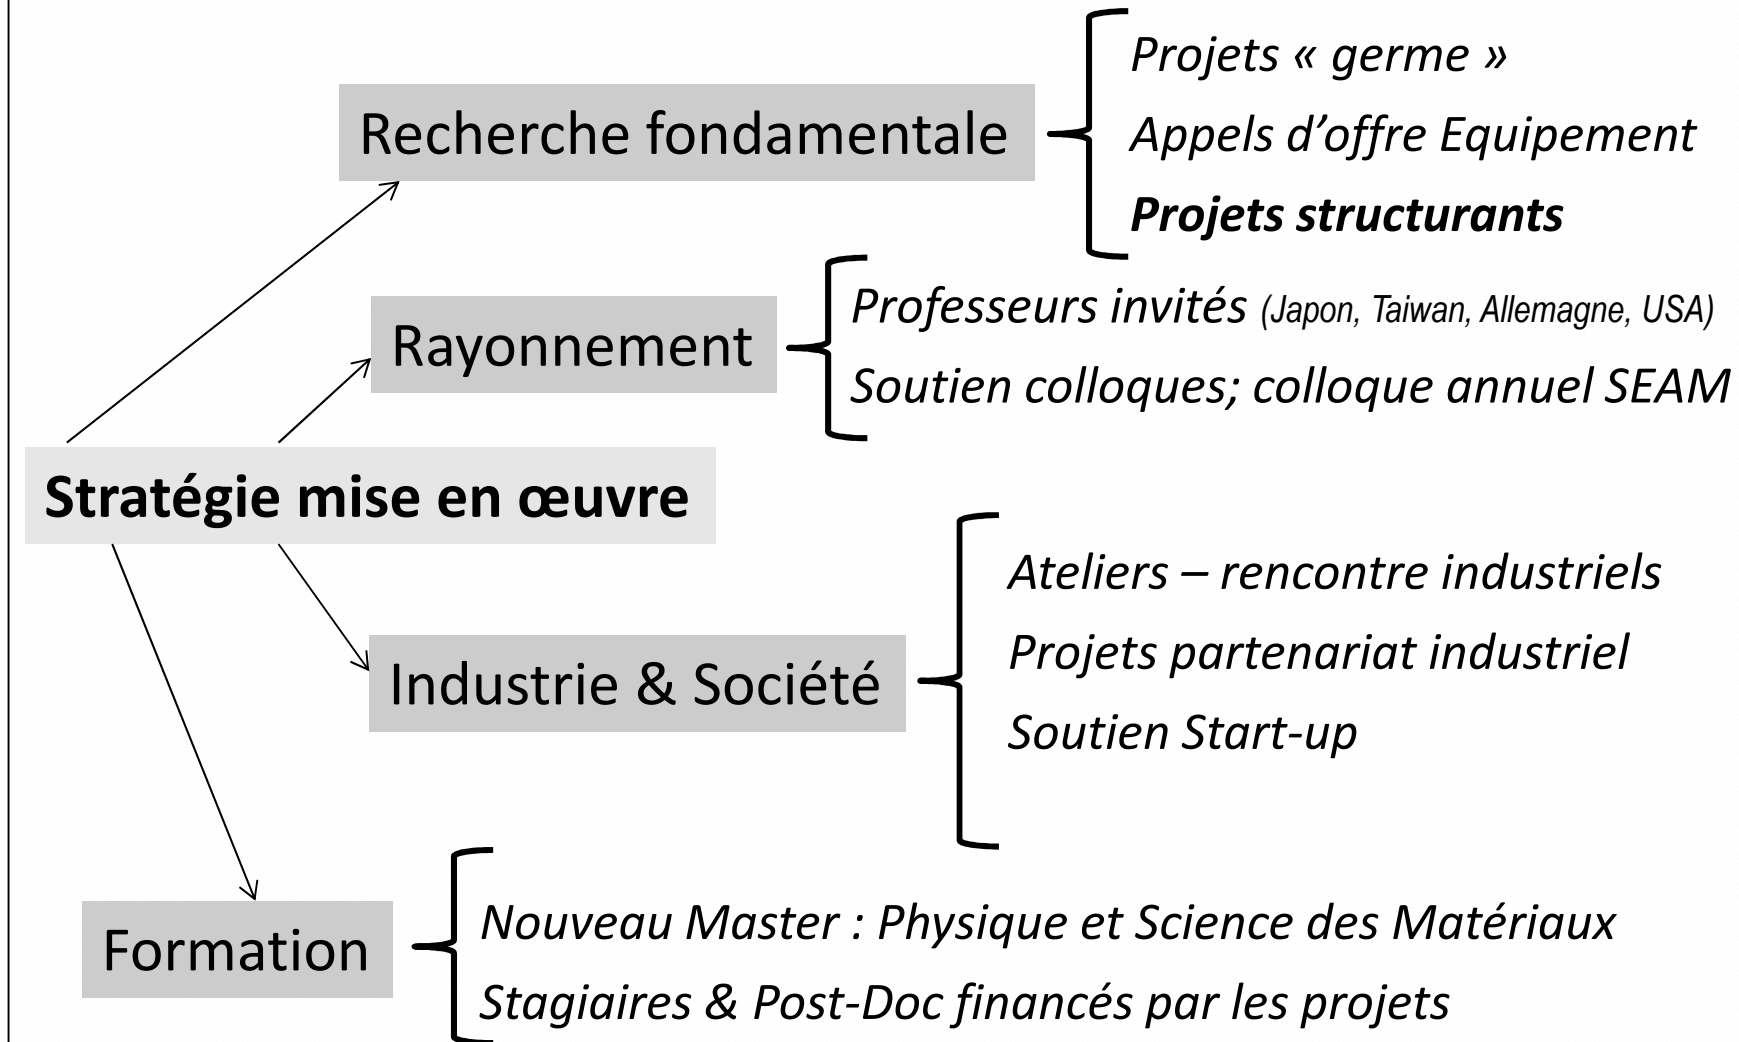 Projets « germe »
Recherche fondamentale
Appels d’offre Equipement
Projets structurants
Professeurs invités (Japon, Taiwan, Allemagne, USA)
Rayonnement
Soutien colloques; colloque annuel SEAM
Stratégie mise en œuvre
Ateliers – rencontre industriels
Projets partenariat industriel
Industrie & Société
Soutien Start-up
Nouveau Master : Physique et Science des Matériaux
Formation
Stagiaires & Post-Doc financés par les projets